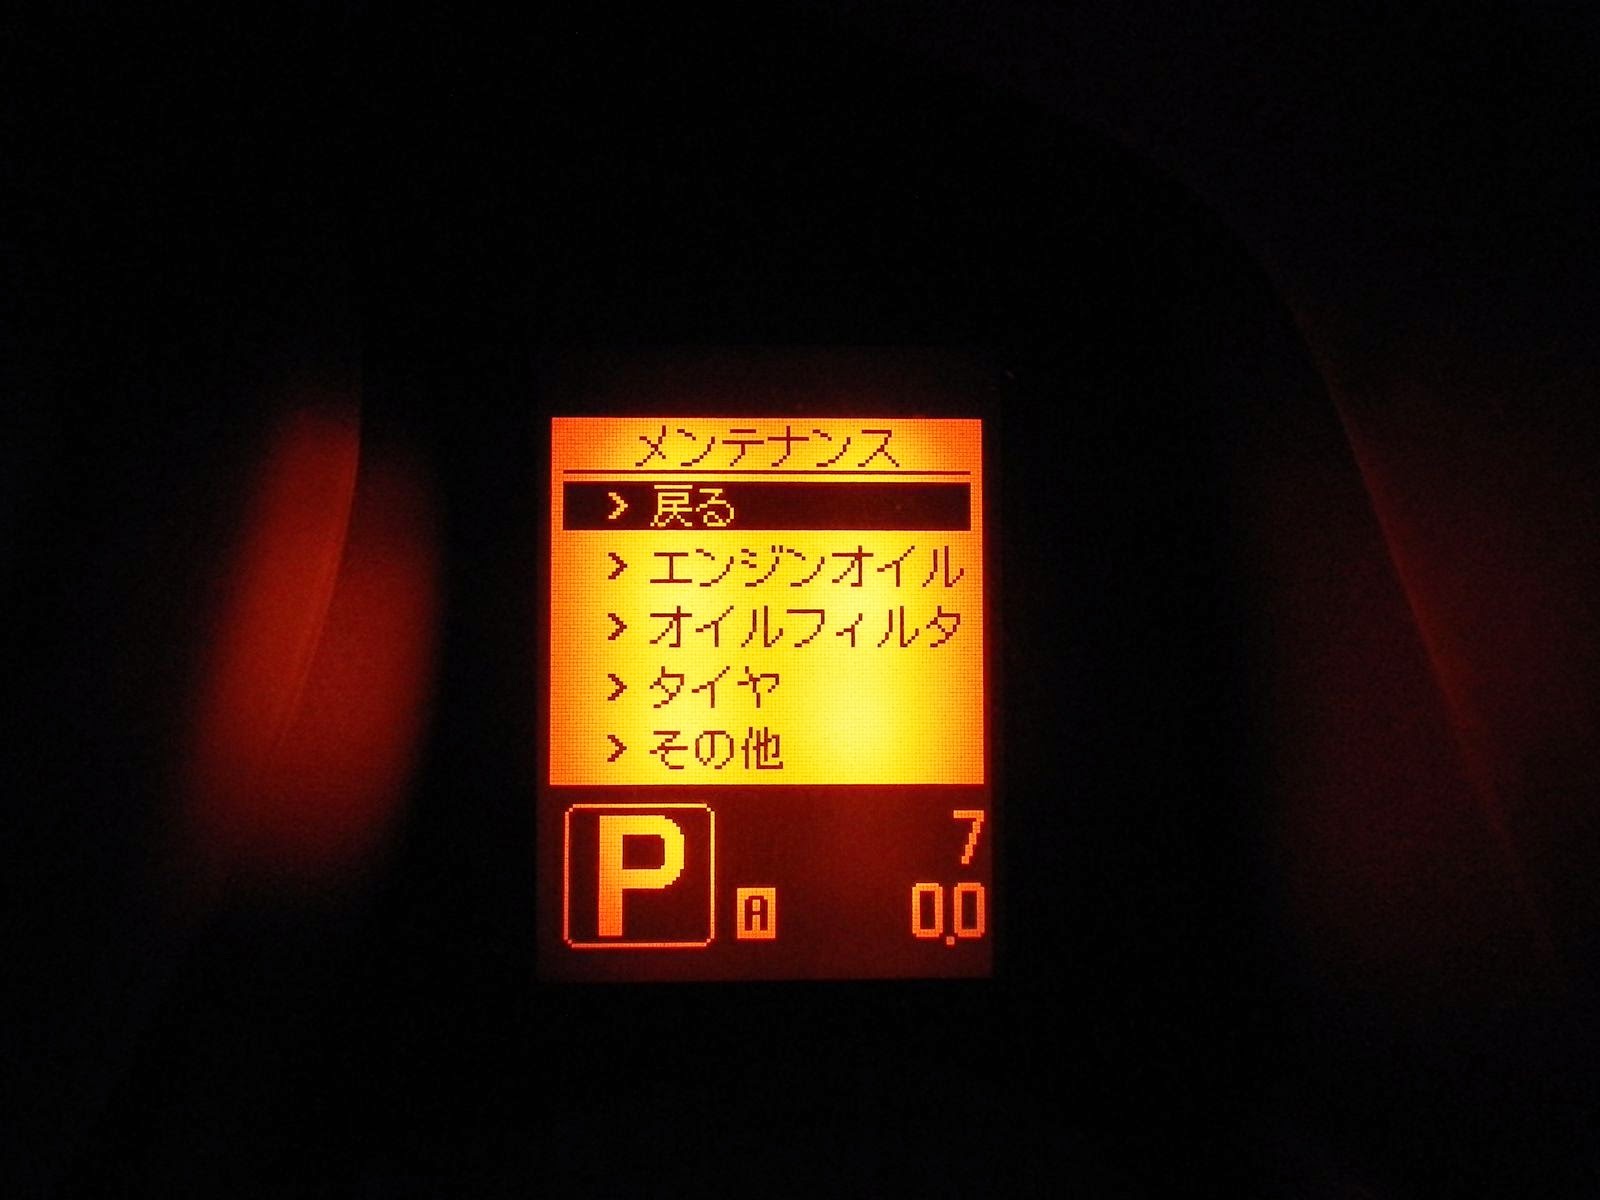 メンテナンス
> 戻る
> エンジンオイル
> オイルフィルタ
> タイヤ
> その他
P A 7
0.0